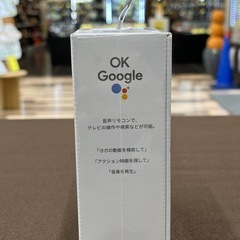 OK
Google
音声リモコンで、
テレビの操作や検索などが可能。
「ヨガの動画を検索して」
「アクション映画を探して」
「音楽を再生」